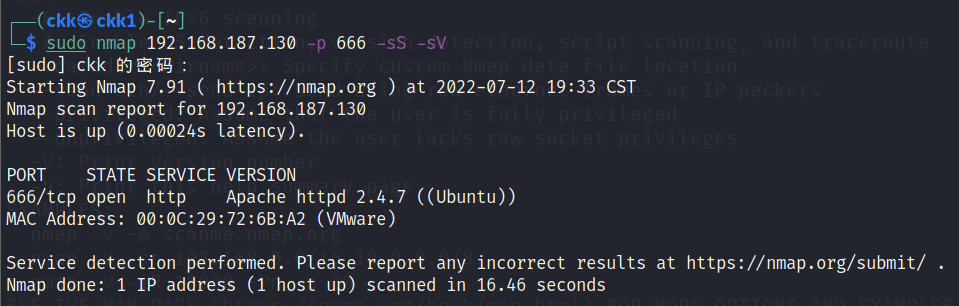 ┌──(ckk㉿ckk1)-[~]
└─$ sudo nmap 192.168.187.130 -p 666 -sS -sV
[sudo] ckk 的密码：
Starting Nmap 7.91 ( https://nmap.org ) at 2022-07-12 19:33 CST
Nmap scan report for 192.168.187.130
Host is up (0.00024s latency).
PORT    STATE SERVICE VERSION
666/tcp open  http    Apache httpd 2.4.7 ((Ubuntu))
MAC Address: 00:0C:29:72:6B:A2 (VMware)
Service detection performed. Please report any incorrect results at https://nmap.org/submit/ .
Nmap done: 1 IP address (1 host up) scanned in 16.46 seconds